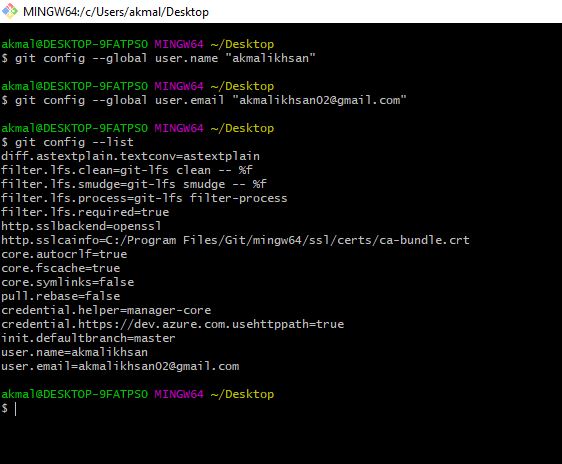 MINGW64:/c/Users/akmal/Desktop
akmal@DESKTOP-9FATPSO MINGW64 ~/Desktop
$ git config --global user.name "akmalikhsan"
akmal@DESKTOP-9FATPSO MINGW64 ~/Desktop
$ git config --global user.email "akmalikhsan02@gmail.com"
akmal@DESKTOP-9FATPSO MINGW64 ~/Desktop
$ git config --list
diff.astextplain.textconv=astextplain
filter.lfs.clean=git-lfs clean -- %f
filter.lfs.smudge=git-lfs smudge -- %f
filter.lfs.process=git-lfs filter-process
filter.lfs.required=true
http.sslbackend=openssl
http.sslcainfo=C:/Program Files/Git/mingw64/ssl/certs/ca-bundle.crt
core.autocrlf=true
core.fscache=true
core.symlinks=false
pull.rebase=false
credential.helper=manager-core
credential.https://dev.azure.com.usehttppath=true
init.defaultbranch=master
user.name=akmalikhsan
user.email=akmalikhsan02@gmail.com
akmal@DESKTOP-9FATPSO MINGW64 ~/Desktop
$